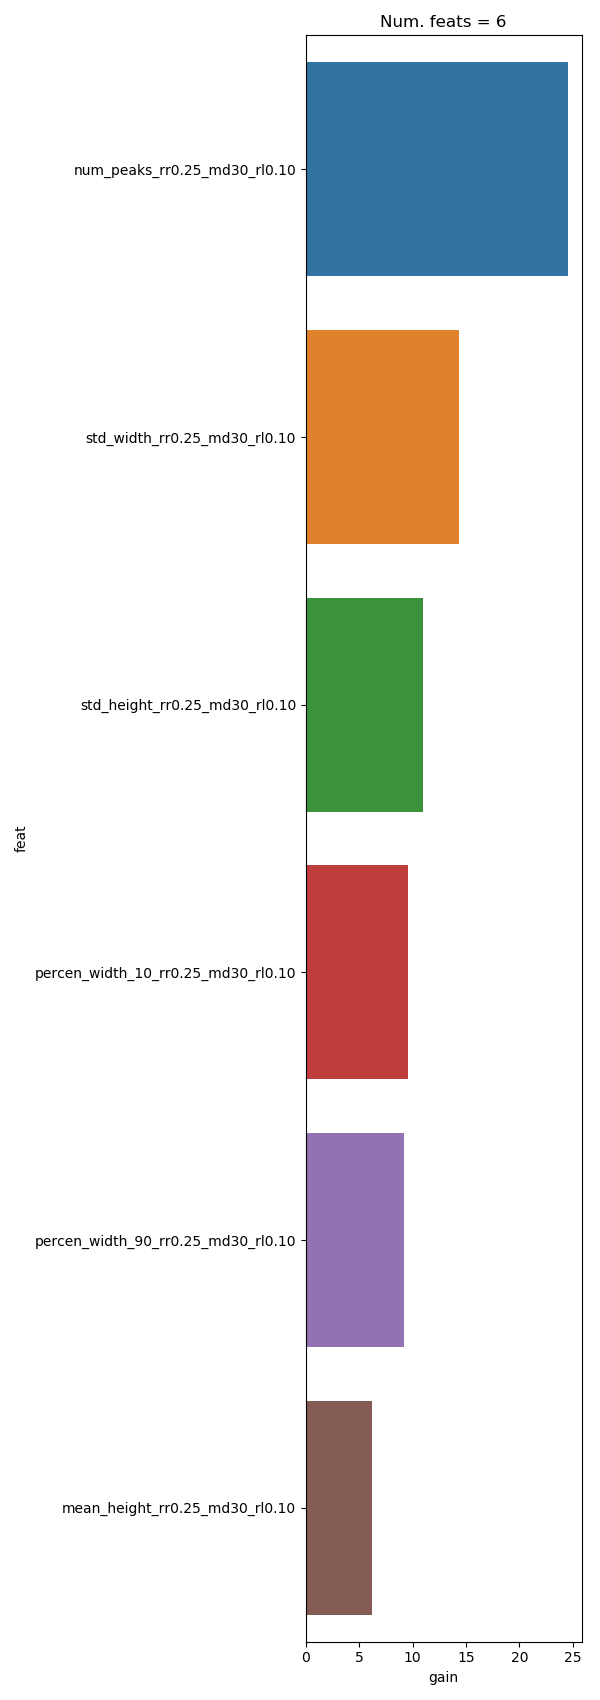 Num. feats = 6
num_peaks_rr0.25_md30_rl0.10
std_width_rr0.25_md30_rl0.10
std_height_rr0.25_md30_rl0.10
feat
percen_width_10_rr0.25_md30_rl0.10
percen_width_90_rr0.25_md30_rl0.10
mean_height_rr0.25_md30_rl0.10
0 5 10 15 20 25
gain